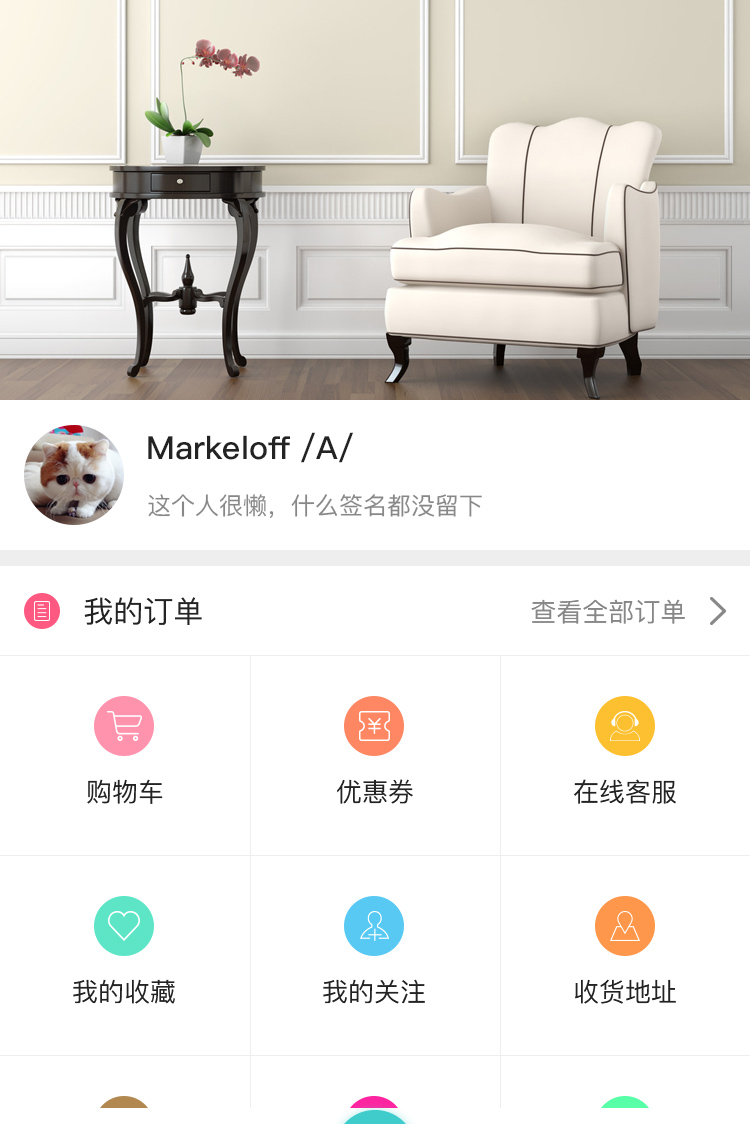 Markeloff /A/
这个人很懒，什么签名都没留下
我的订单 查看全部订单
购物车 优惠券 在线客服
我的收藏 我的关注 收货地址